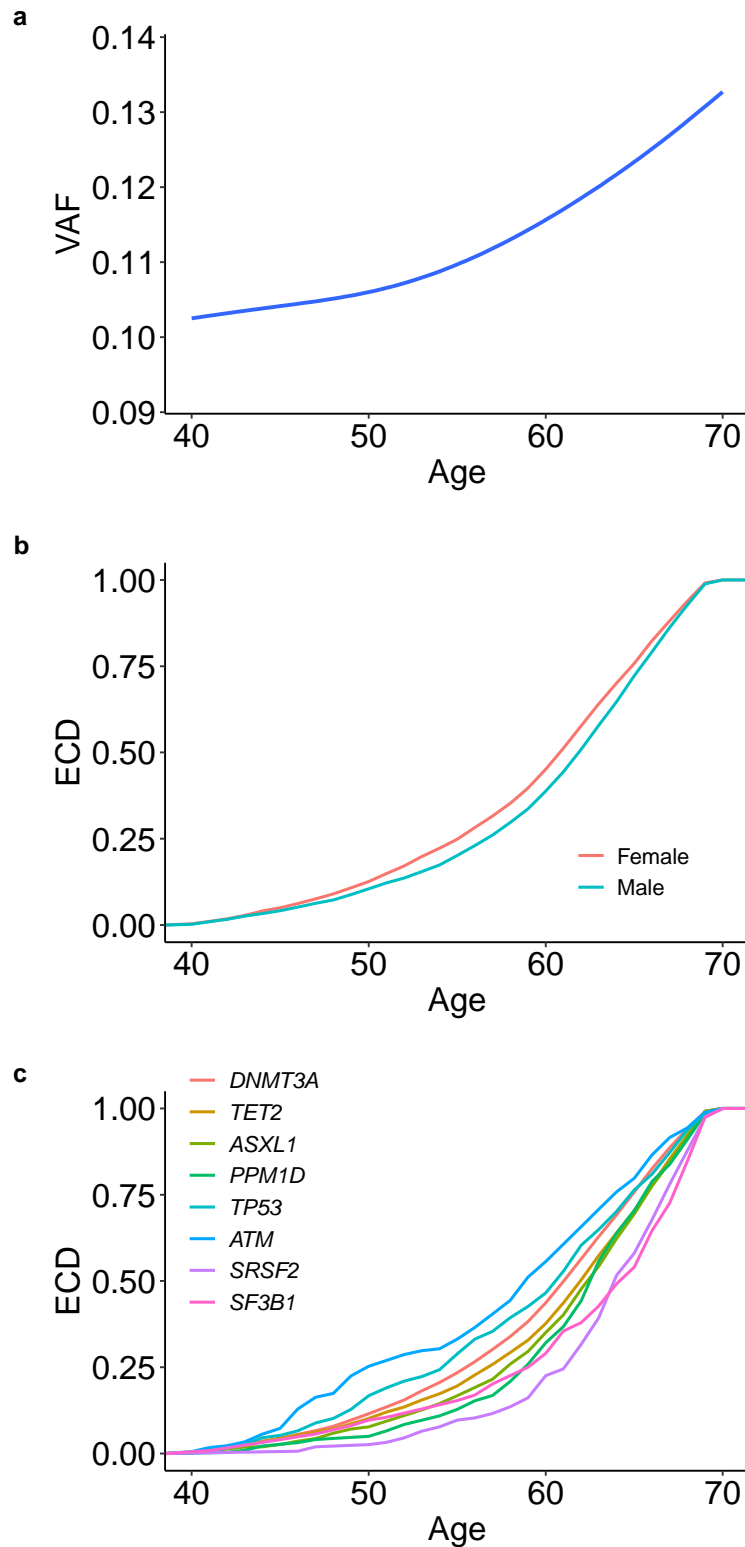 a
0.14
0.13
0.12
0.11
0.10
0.09
VAF
40 50 60 70
Age
b
1.00
0.75
0.50
0.25
0.00
ECD
Female
Male
40 50 60 70
Age
c
DNMT3A
TET2
ASXL1
PPM1D
TP53
ATM
SRSF2
SF3B1
1.00
0.75
0.50
0.25
0.00
ECD
40 50 60 70
Age